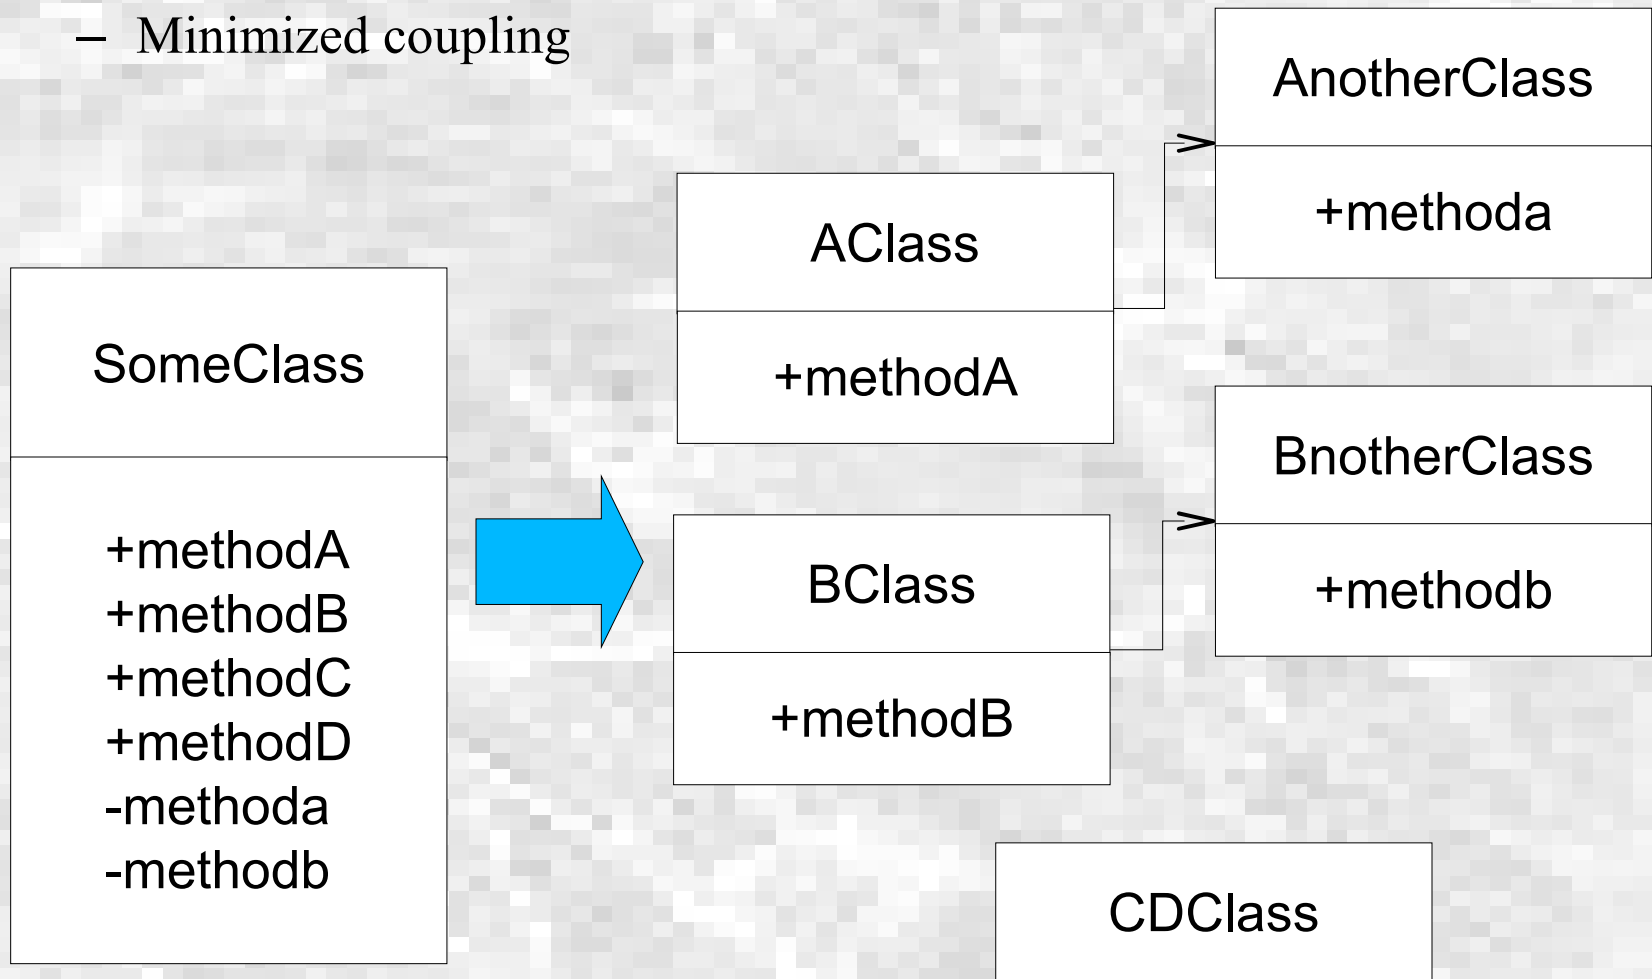 – Minimized coupling
SomeClass
+methodA
+methodB
+methodC
+methodD
-methoda
-methodb
AClass
+methodA
AnotherClass
+methoda
BClass
+methodB
BnotherClass
+methodb
CDClass